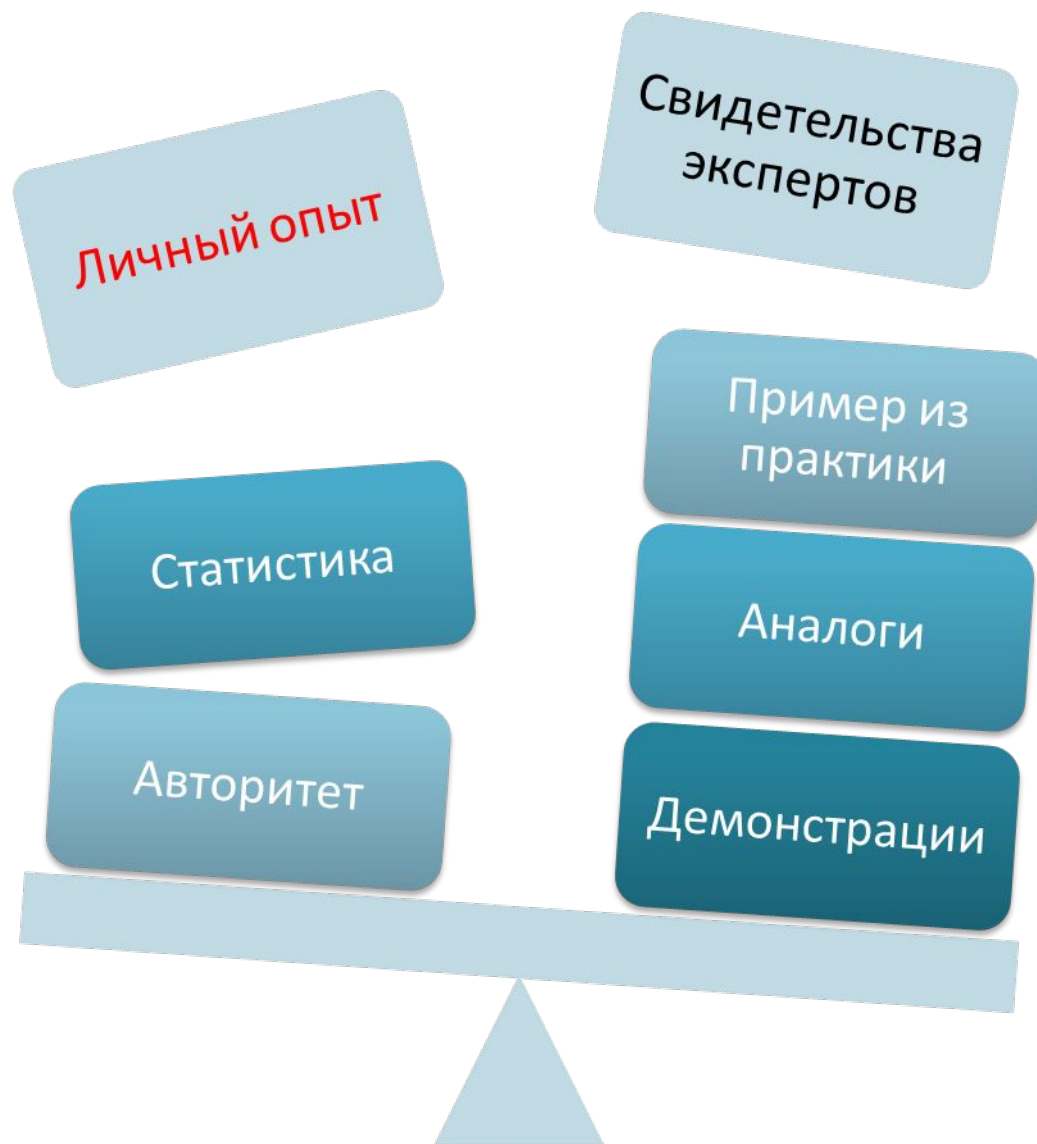 Личный опыт
Свидетельства
экспертов
Статистика
Авторитет
Пример из
практики
Аналоги
Демонстрации